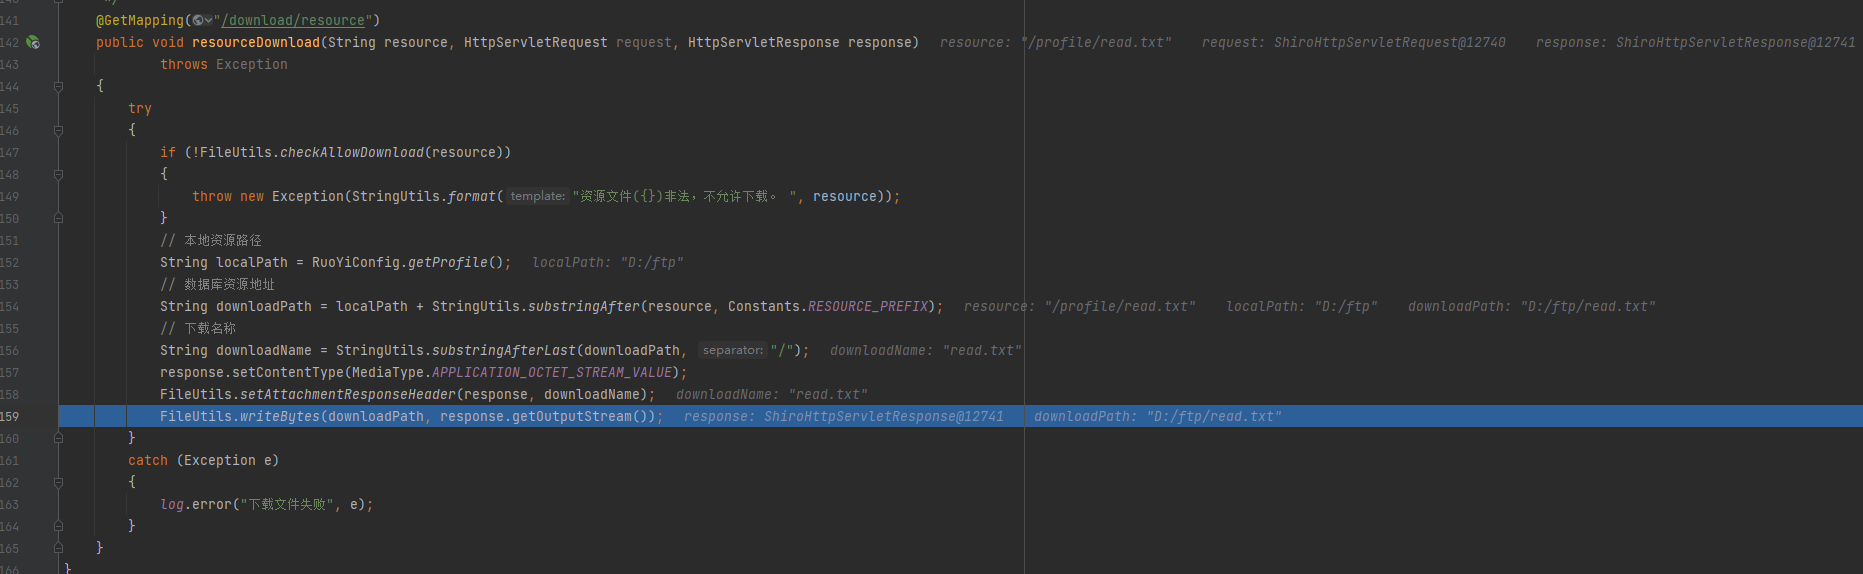 140 */
141 @GetMapping("/download/resource")
142 public void resourceDownload(String resource, HttpServletRequest request, HttpServletResponse response) resource: "/profile/read.txt" request: ShiroHttpServletRequest@12740 response: ShiroHttpServletResponse@12741
143 throws Exception
144 {
145 try
146 {
147 if (!FileUtils.checkAllowDownload(resource))
148 {
149 throw new Exception(StringUtils.format( template: "资源文件({})非法，不允许下载。 ", resource));
150 }
151 // 本地资源路径
152 String localPath = RuoYiConfig.getProfile(); localPath: "D:/ftp"
153 // 数据库资源地址
154 String downloadPath = localPath + StringUtils.substringAfter(resource, Constants.RESOURCE_PREFIX); resource: "/profile/read.txt" localPath: "D:/ftp" downloadPath: "D:/ftp/read.txt"
155 // 下载名称
156 String downloadName = StringUtils.substringAfterLast(downloadPath, separator: "/"); downloadName: "read.txt"
157 response.setContentType(MediaType.APPLICATION_OCTET_STREAM_VALUE);
158 FileUtils.setAttachmentResponseHeader(response, downloadName); downloadName: "read.txt"
159 FileUtils.writeBytes(downloadPath, response.getOutputStream()); response: ShiroHttpServletResponse@12741 downloadPath: "D:/ftp/read.txt"
160 }
161 catch (Exception e)
162 {
163 log.error("下载文件失败", e);
164 }
165 }
166 }